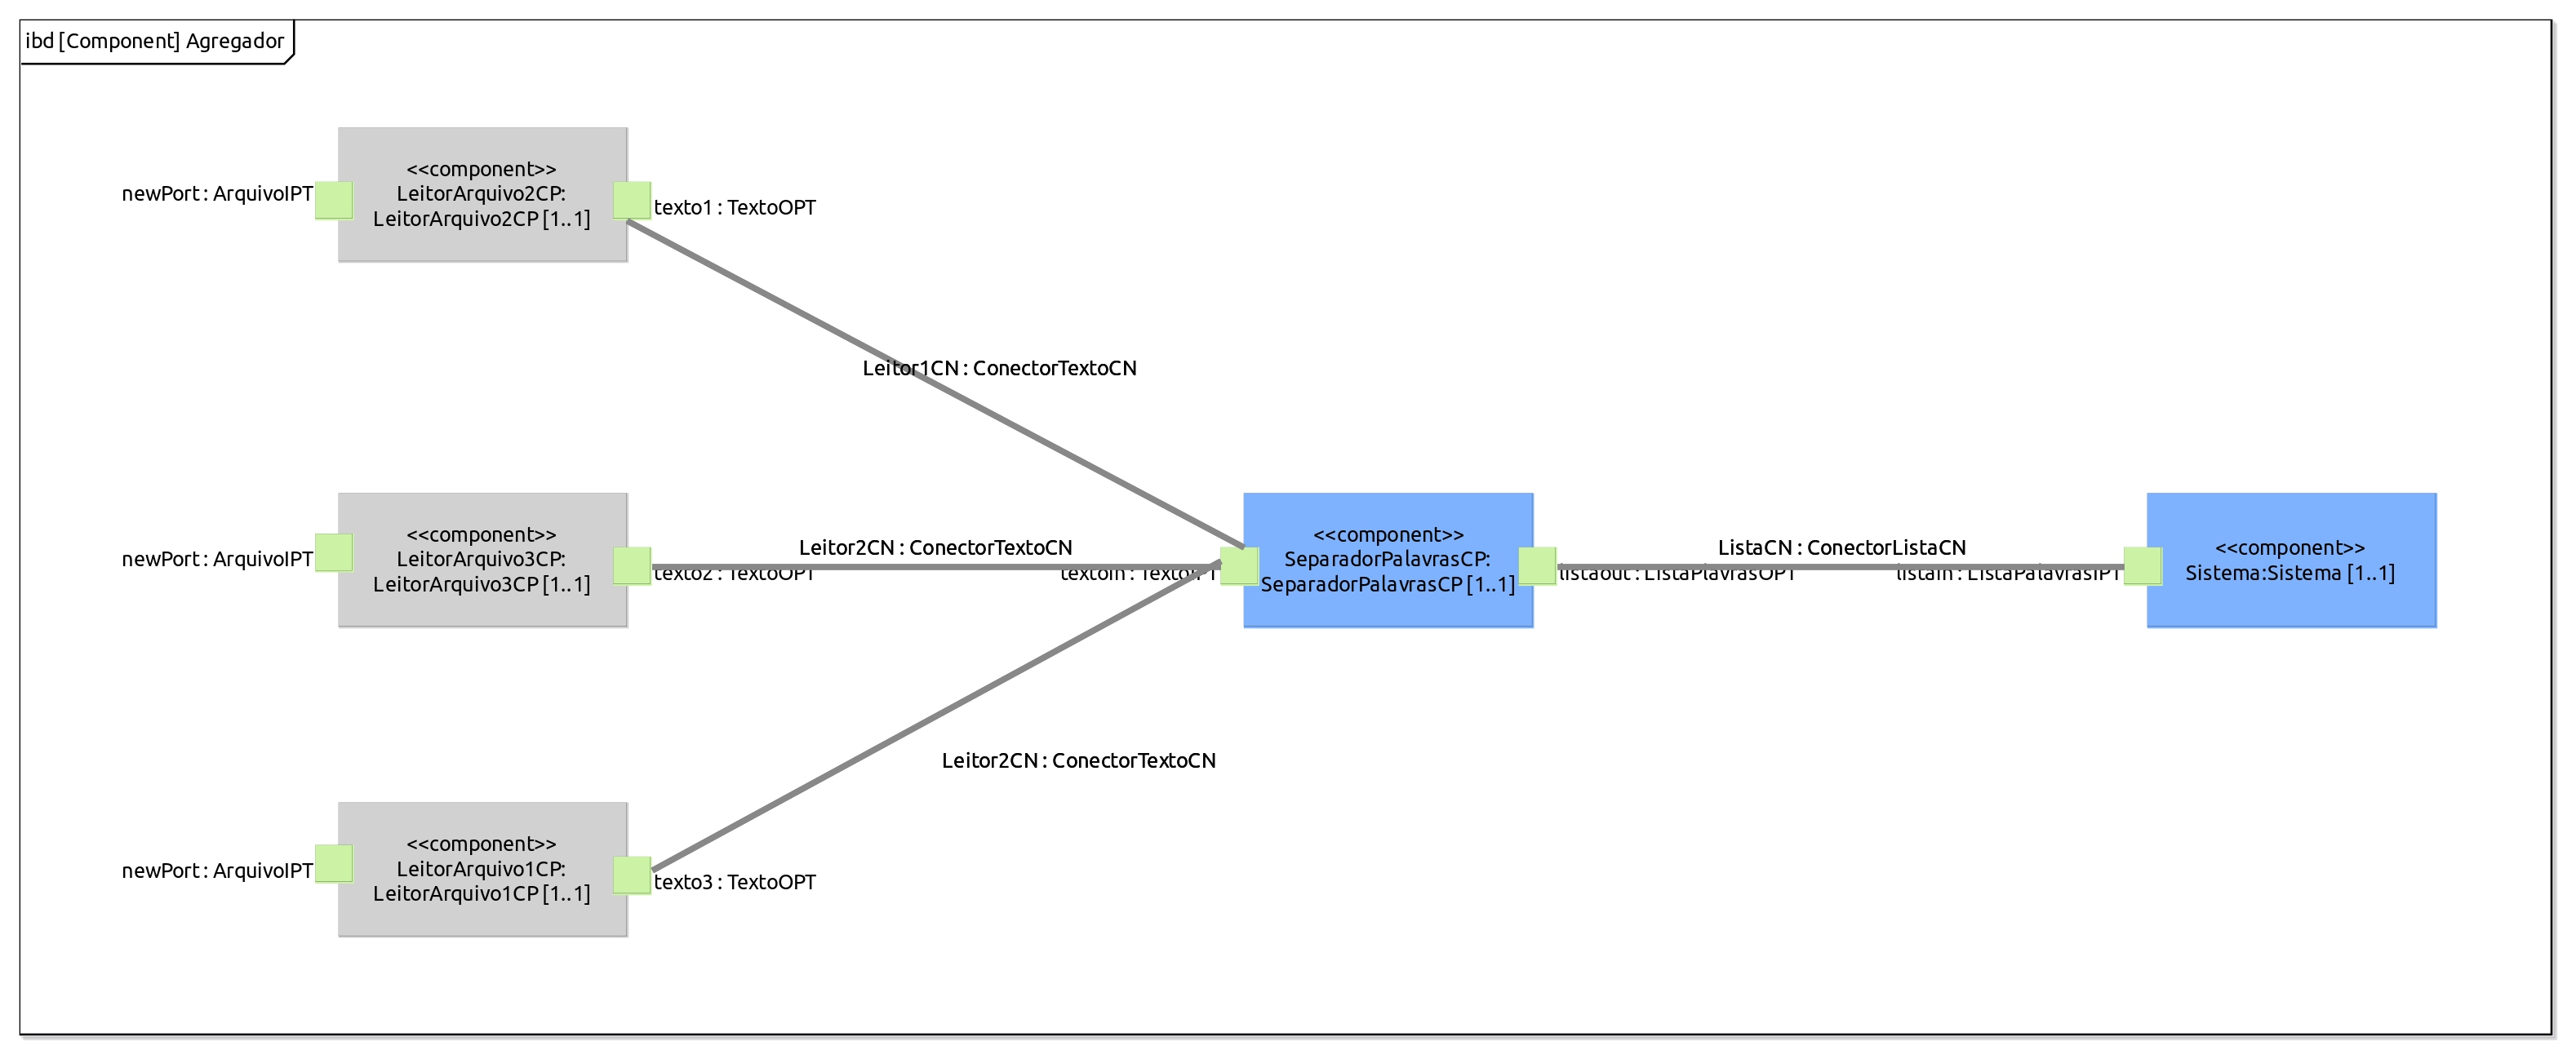 ibd [Component] Agregador
<<component>>
LeitorArquivo2CP:
LeitorArquivo2CP [1..1]
newPort : ArquivoIPT
texto1 : TextoOPT
Leitor1CN : ConectorTextoCN
<<component>>
LeitorArquivo3CP:
LeitorArquivo3CP [1..1]
newPort : ArquivoIPT
texto2 : TextoOPT
Leitor2CN : ConectorTextoCN
textoin : TextoIPT
<<component>>
SeparadorPalavrasCP:
SeparadorPalavrasCP [1..1]
listaout : ListaPlavrasOPT
ListaCN : ConectorListaCN
listain : ListaPalavrasIPT
<<component>>
Sistema:Sistema [1..1]
Leitor2CN : ConectorTextoCN
<<component>>
LeitorArquivo1CP:
LeitorArquivo1CP [1..1]
newPort : ArquivoIPT
texto3 : TextoOPT